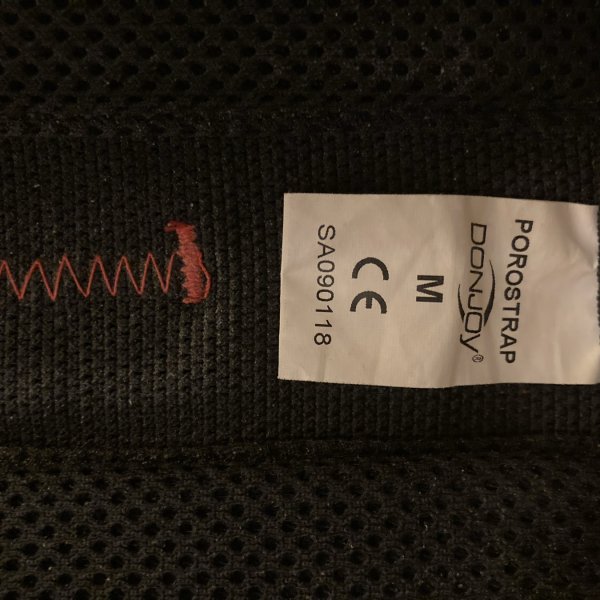 POROSTRAP
DONJOY®
M
CE
SA090118